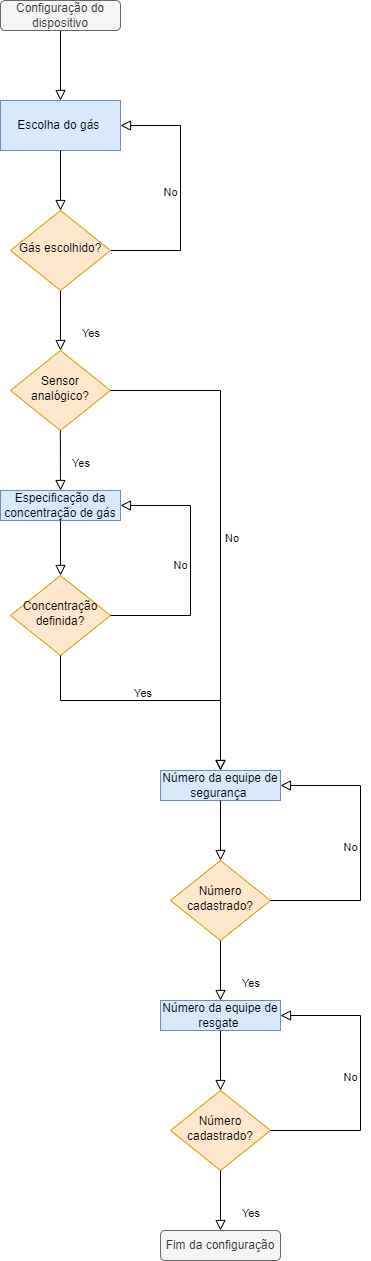 Configuração do
dispositivo
Escolha do gás
No
Gás escolhido?
Yes
Sensor
analógico?
Yes
Especificação da
concentração de gás
No
No
Concentração
definida?
Yes
Número da equipe de
segurança
No
Número
cadastrado?
Yes
Número da equipe de
resgate
No
Número
cadastrado?
Yes
Fim da configuração